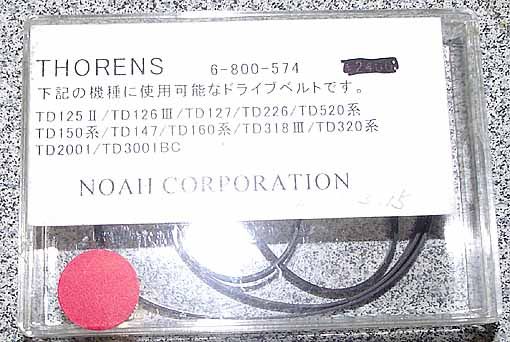 THORENS 6-800-574
下記の機種に使用可能なドライブベルトです。
TD125Ⅱ/TD126Ⅲ/TD127/TD226/TD520系
TD150系/TD147/TD160系/TD318Ⅲ/TD320系
TD2001/TD3001BC
NOAH CORPORATION